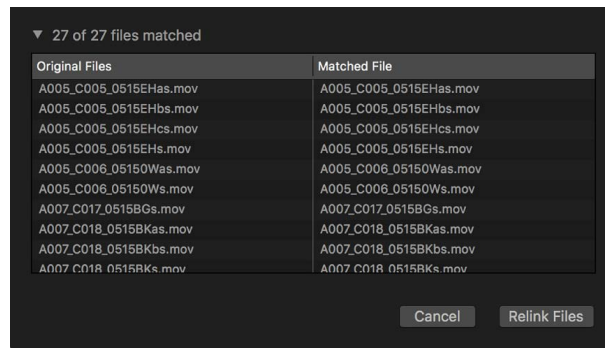 27 of 27 files matched
Original Files Matched File
A005_C005_0515EHas.mov A005_C005_0515EHas.mov
A005_C005_0515EHbs.mov A005_C005_0515EHbs.mov
A005_C005_0515EHcs.mov A005_C005_0515EHcs.mov
A005_C005_0515EHs.mov A005_C005_0515EHs.mov
A005_C006_05150Was.mov A005_C006_05150Was.mov
A005_C006_05150Ws.mov A005_C006_05150Ws.mov
A007_C017_0515BGs.mov A007_C017_0515BGs.mov
A007_C018_0515BKas.mov A007_C018_0515BKas.mov
A007_C018_0515BKbs.mov A007_C018_0515BKbs.mov
A007_C018_0515BKs.mov A007_C018_0515BKs.mov
Cancel Relink Files